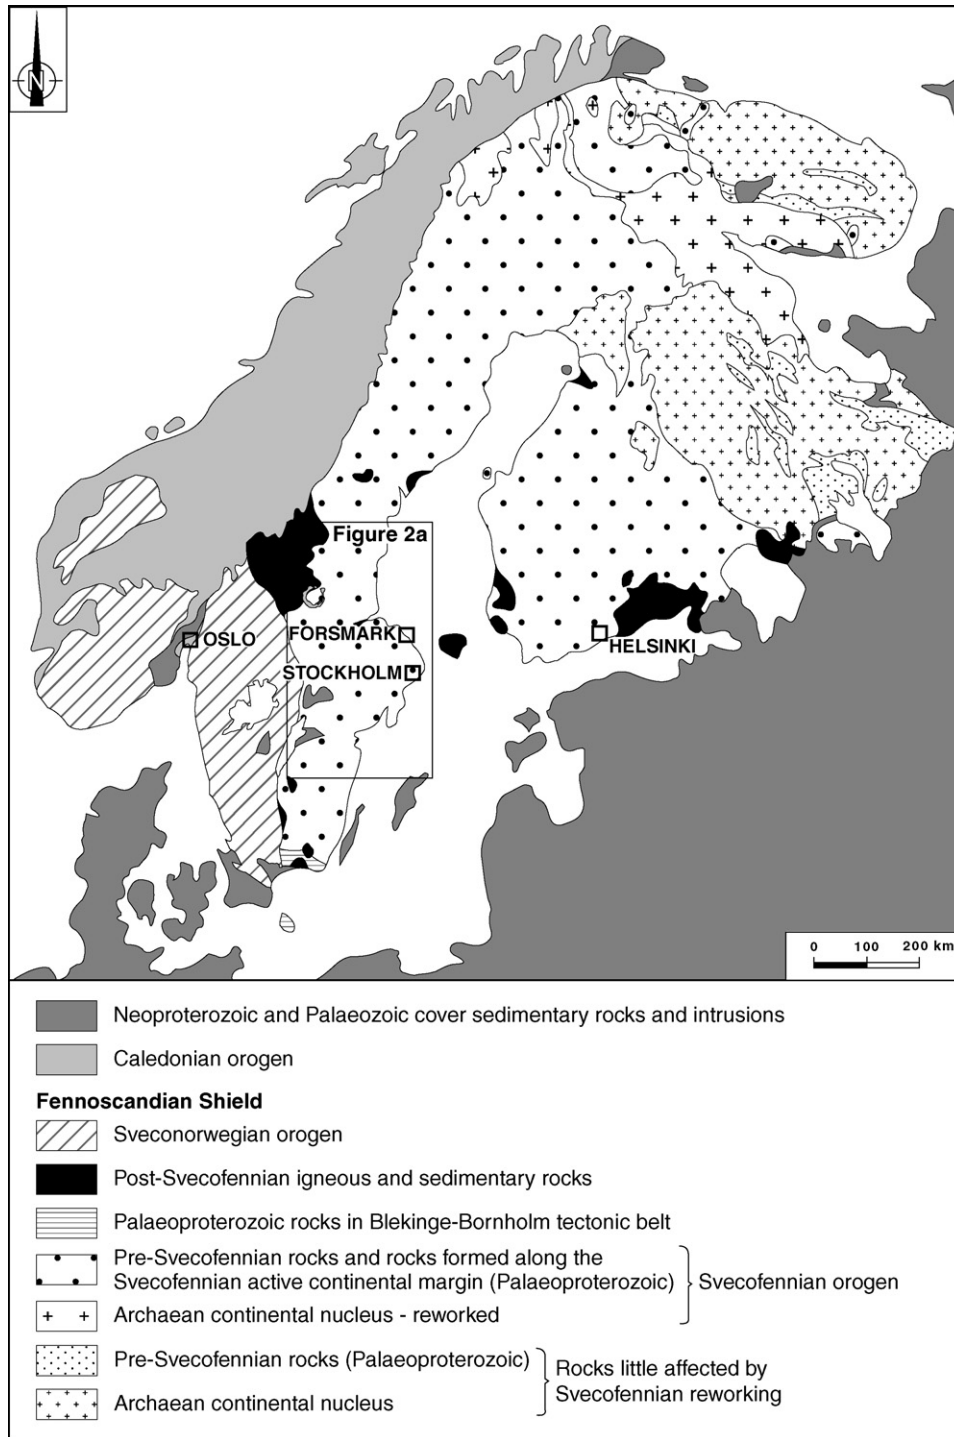 N
Figure 2a
OSLO
FORSMARK
STOCKHOLM
HELSINKI
0 100 200 km
Neoproterozoic and Palaeozoic cover sedimentary rocks and intrusions
Caledonian orogen
Fennoscandian Shield
Sveconorwegian orogen
Post-Svecofennian igneous and sedimentary rocks
Palaeoproterozoic rocks in Blekinge-Bornholm tectonic belt
Pre-Svecofennian rocks and rocks formed along the
Svecofennian active continental margin (Palaeoproterozoic)
Svecofennian orogen
Archaean continental nucleus - reworked
Pre-Svecofennian rocks (Palaeoproterozoic)
Rocks little affected by
Svecofennian reworking
Archaean continental nucleus